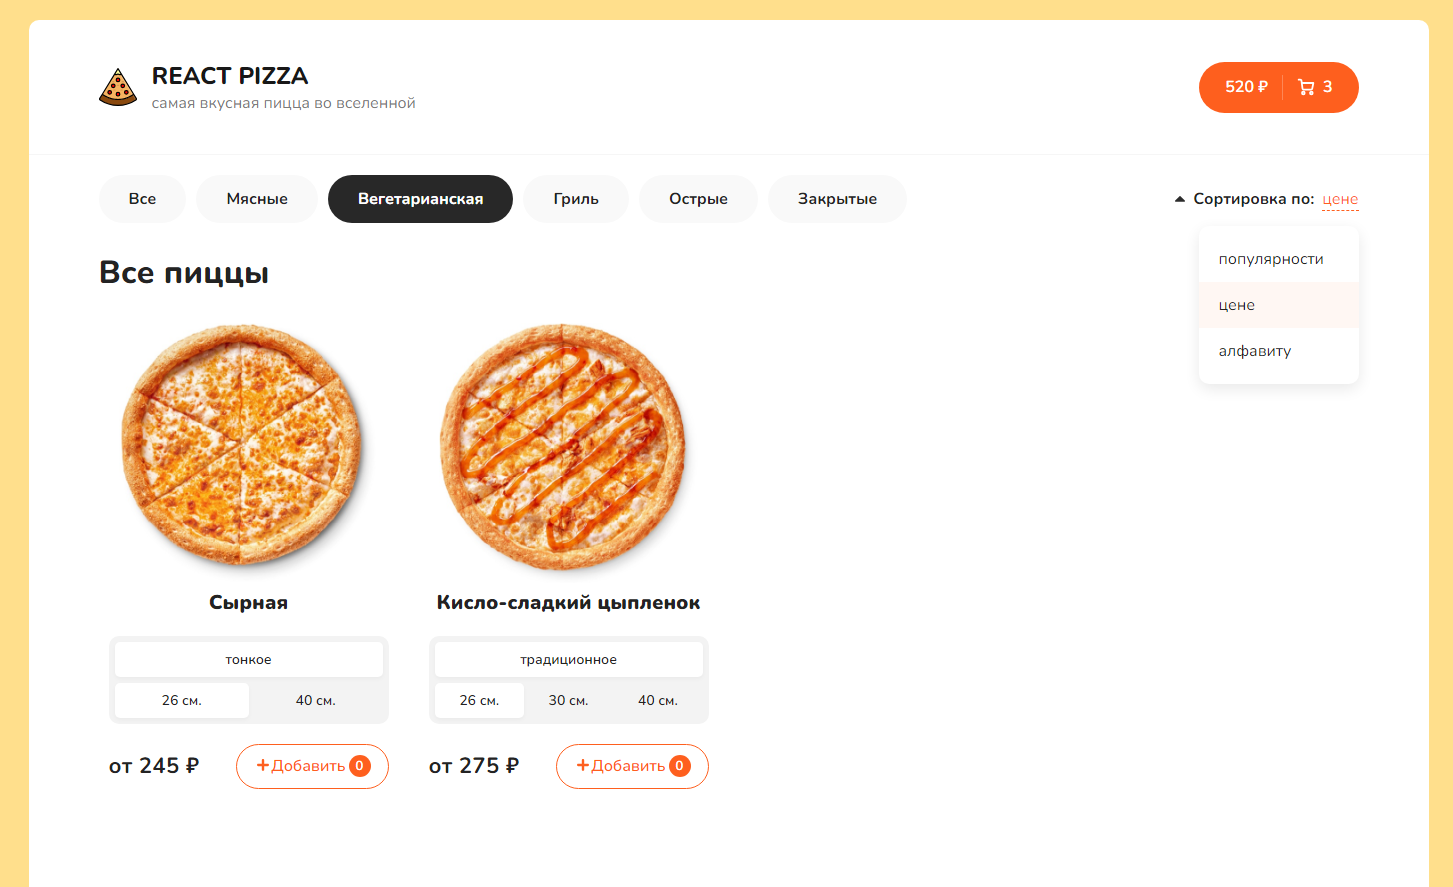 REACT PIZZA
самая вкусная пицца во вселенной
520 ₽ 3
Все Мясные Вегетарианская Гриль Острые Закрытые
Сортировка по: цене
популярности
цене
алфавиту
Все пиццы
Сырная
тонкое
26 см. 40 см.
от 245 ₽ +Добавить 0
Кисло-сладкий цыпленок
традиционное
26 см. 30 см. 40 см.
от 275 ₽ +Добавить 0